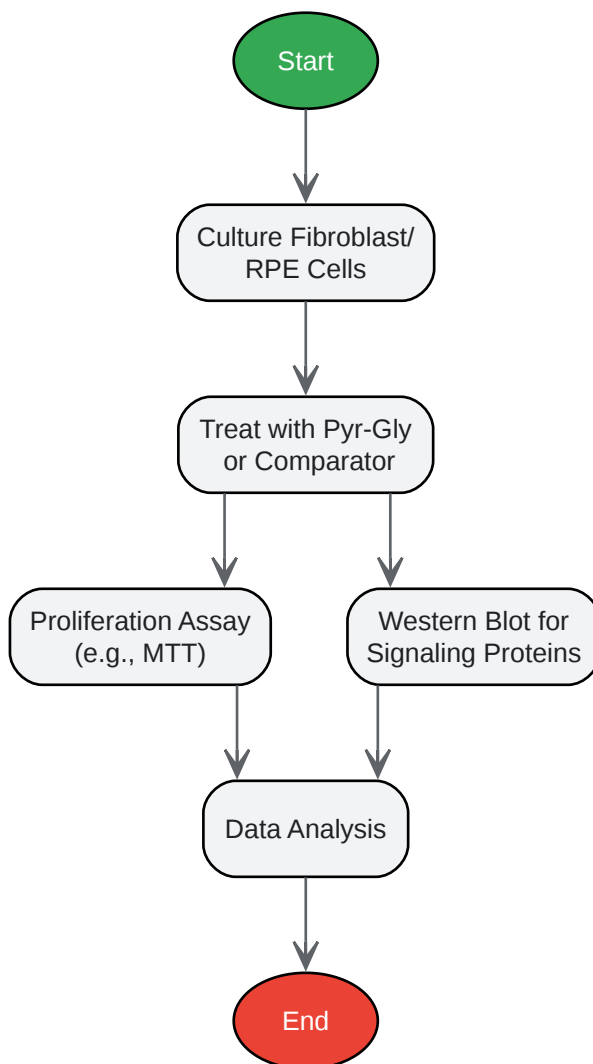 Start
Culture Fibroblast/
RPE Cells
Treat with Pyr-Gly
or Comparator
Proliferation Assay
(e.g., MTT)
Western Blot for
Signaling Proteins
Data Analysis
End